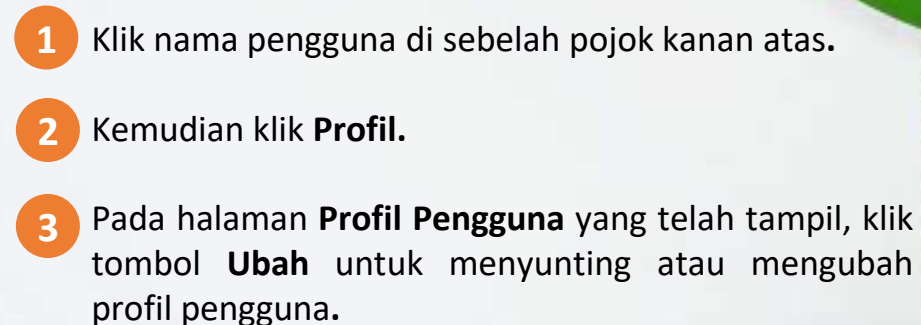 1 Klik nama pengguna di sebelah pojok kanan atas.
2 Kemudian klik Profil.
3 Pada halaman Profil Pengguna yang telah tampil, klik
tombol Ubah untuk menyunting atau mengubah
profil pengguna.